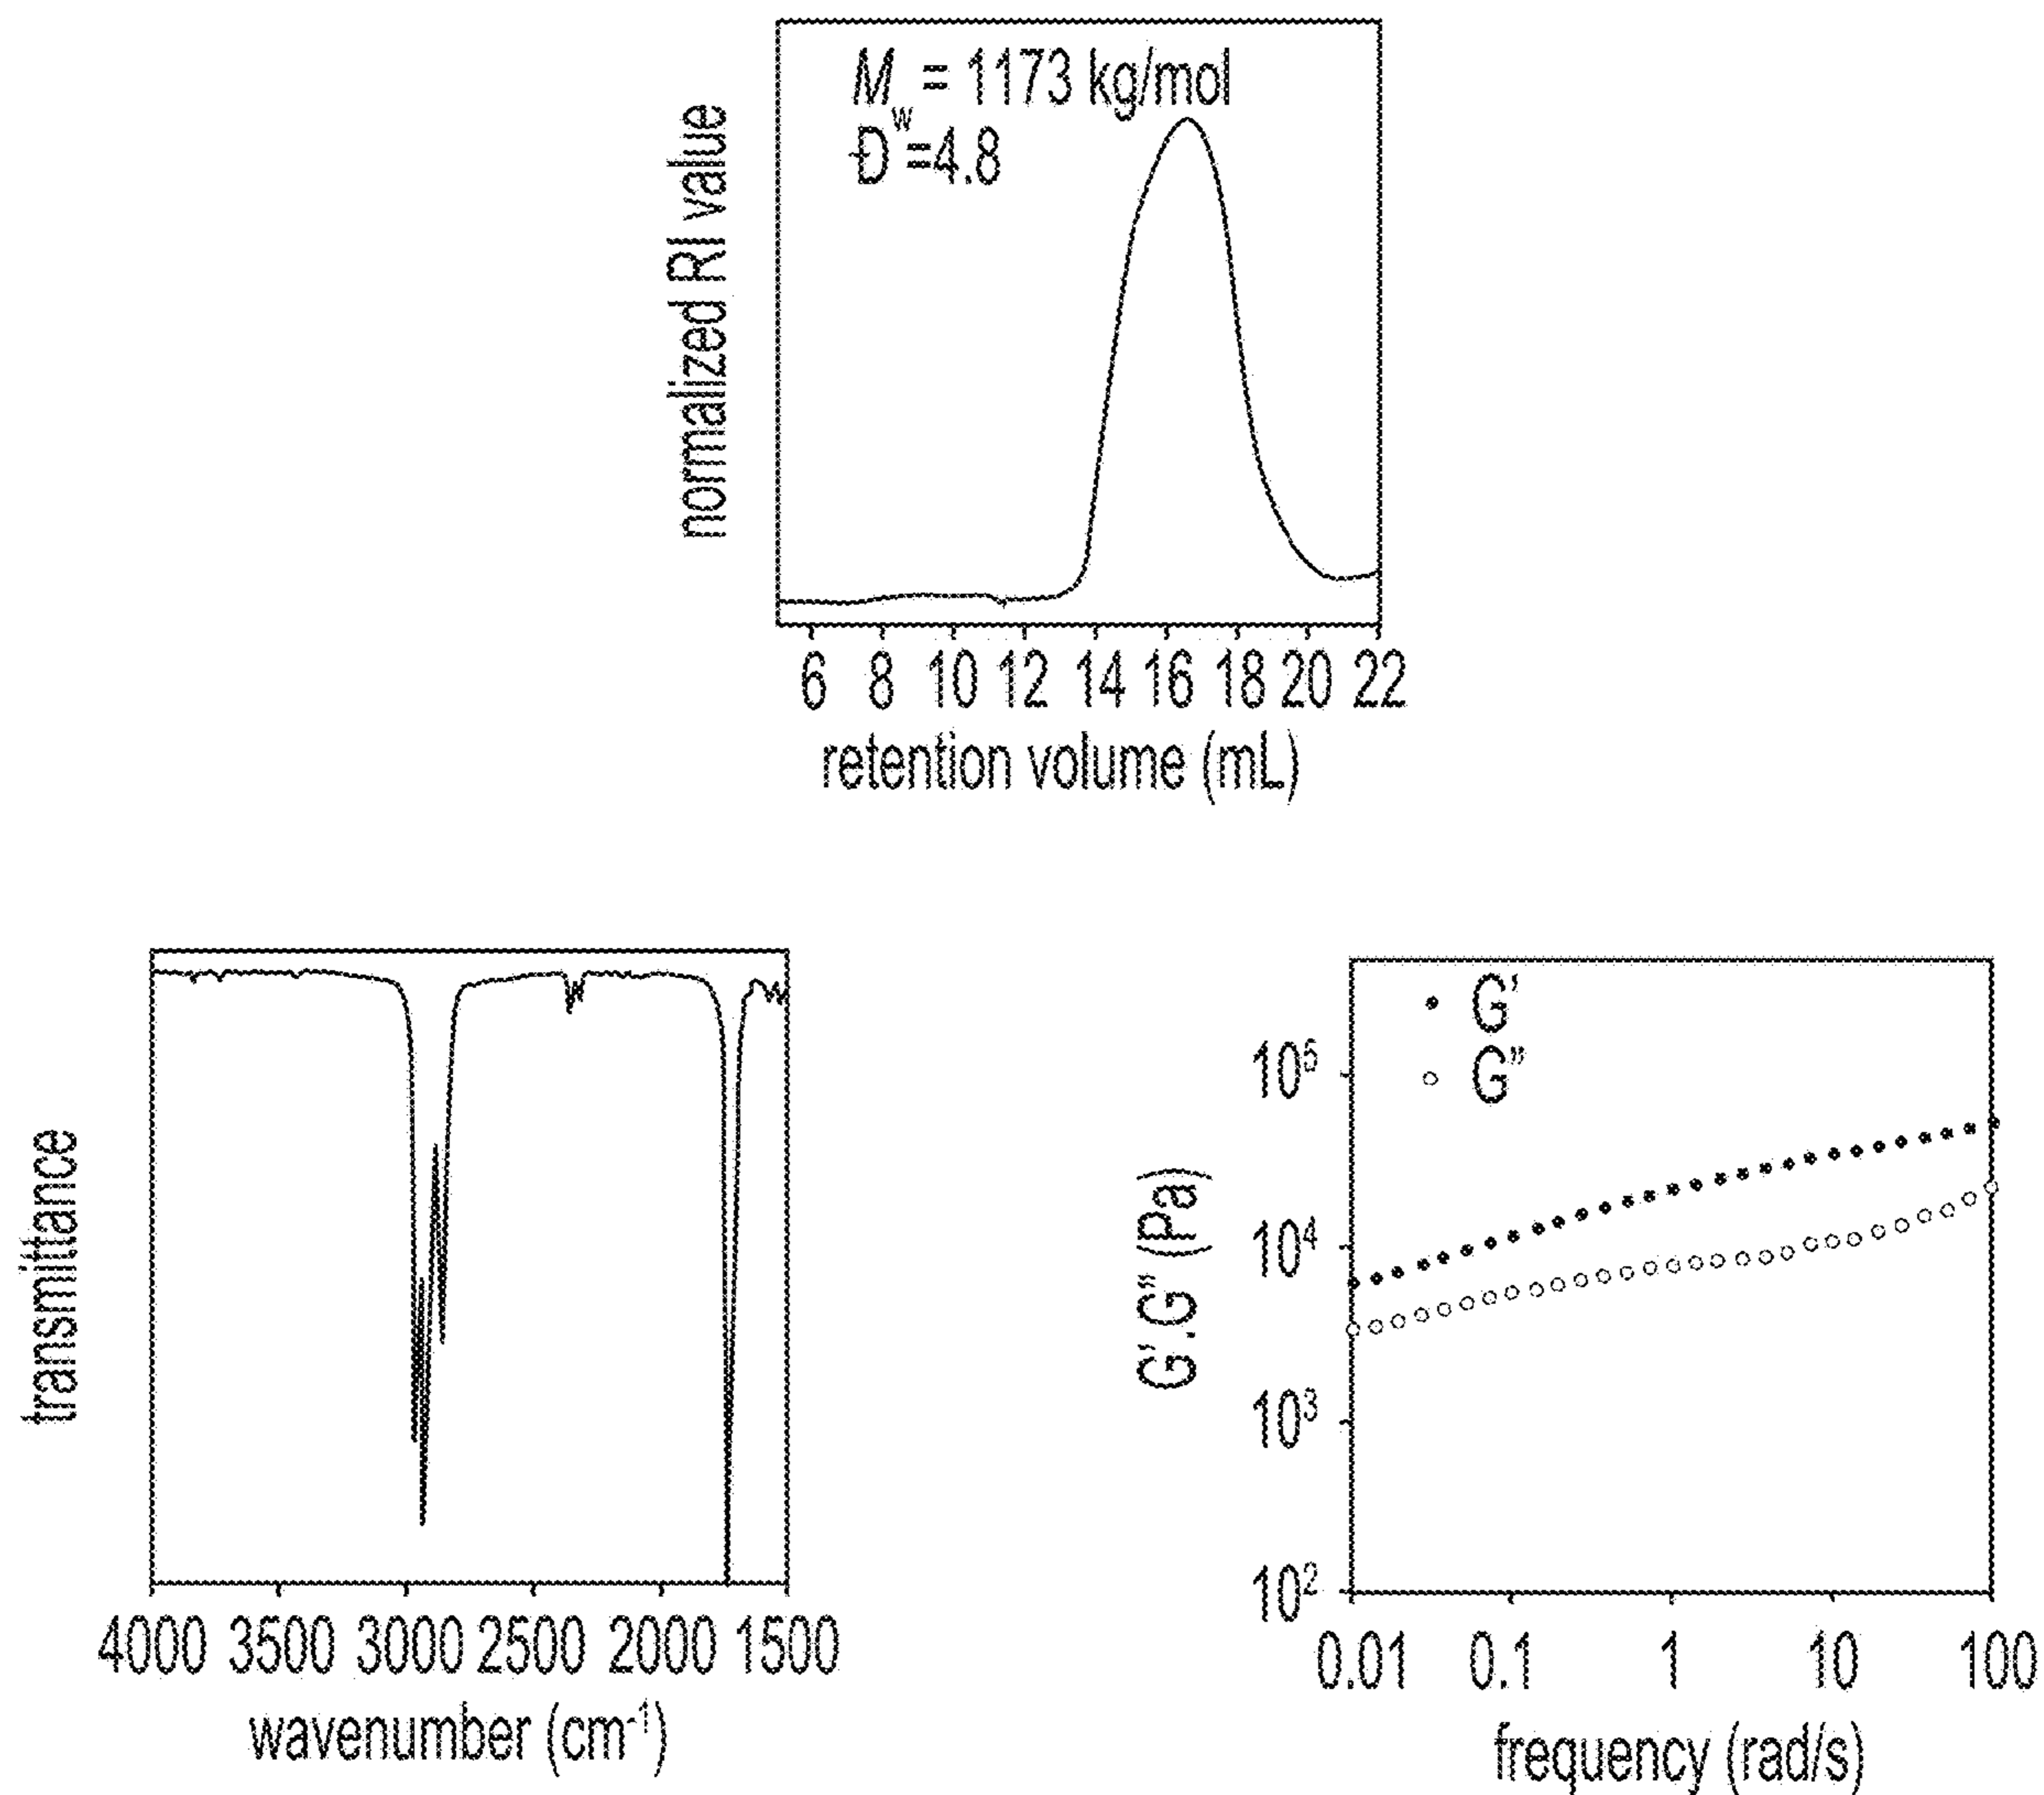 M_w = 1173 kg/mol
Đ=4.8
normalized RI value
6 8 10 12 14 16 18 20 22
retention volume (mL)
transmittance
4000 3500 3000 2500 2000 1500
wavenumber (cm⁻¹)
G'
G"
10⁵
10⁴
10³
10²
G'.G" (Pa)
0.01 0.1 1 10 100
frequency (rad/s)